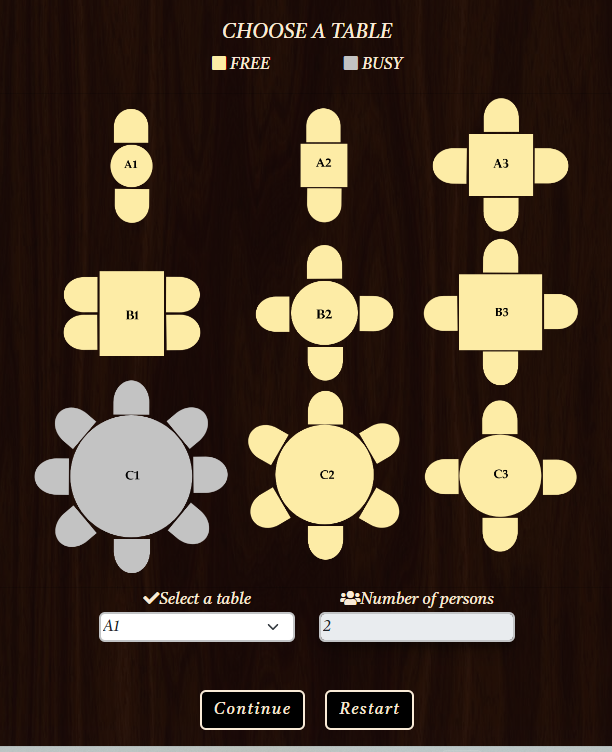 CHOOSE A TABLE
FREE BUSY
A1 A2 A3
B1 B2 B3
C1 C2 C3
Select a table Number of persons
A1 2
Continue Restart